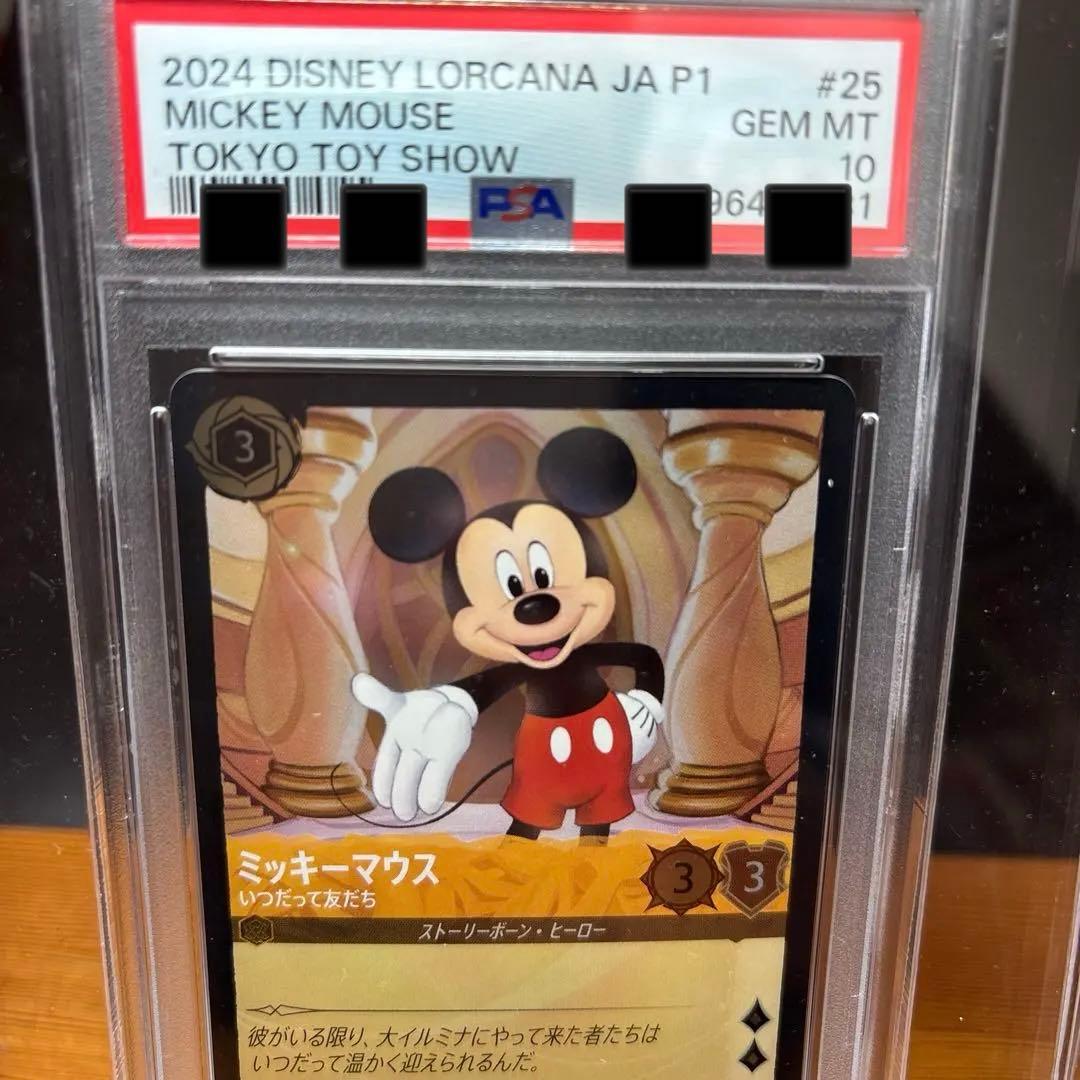 2024 DISNEY LORCANA JA P1 #25
MICKEY MOUSE GEM MT
TOKYO TOY SHOW 10
PSA
3
ミッキーマウス
いつだって友だち
3 3
ストーリーボーン・ヒーロー
彼がいる限り、大イルミナにやって来た者たちは
いつだって温かく迎えられるんだ。